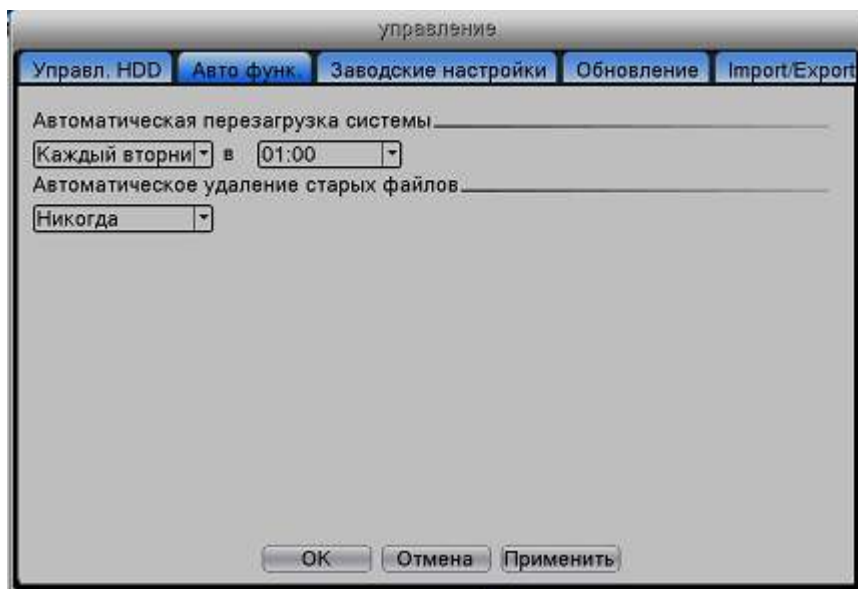 управление
Управл. HDD Авто функ. Заводские настройки Обновление Import/Export
Автоматическая перезагрузка системы
Каждый вторни в 01:00
Автоматическое удаление старых файлов
Никогда
OK Отмена Применить